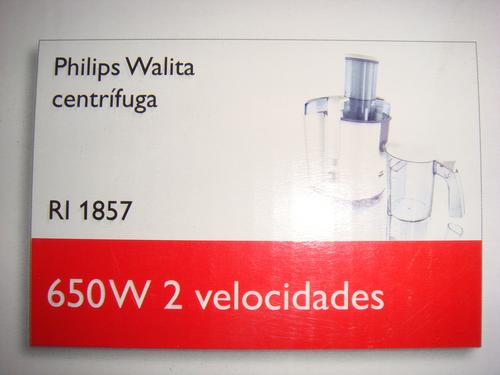 Philips Walita
centrífuga
RI 1857
650W 2 velocidades